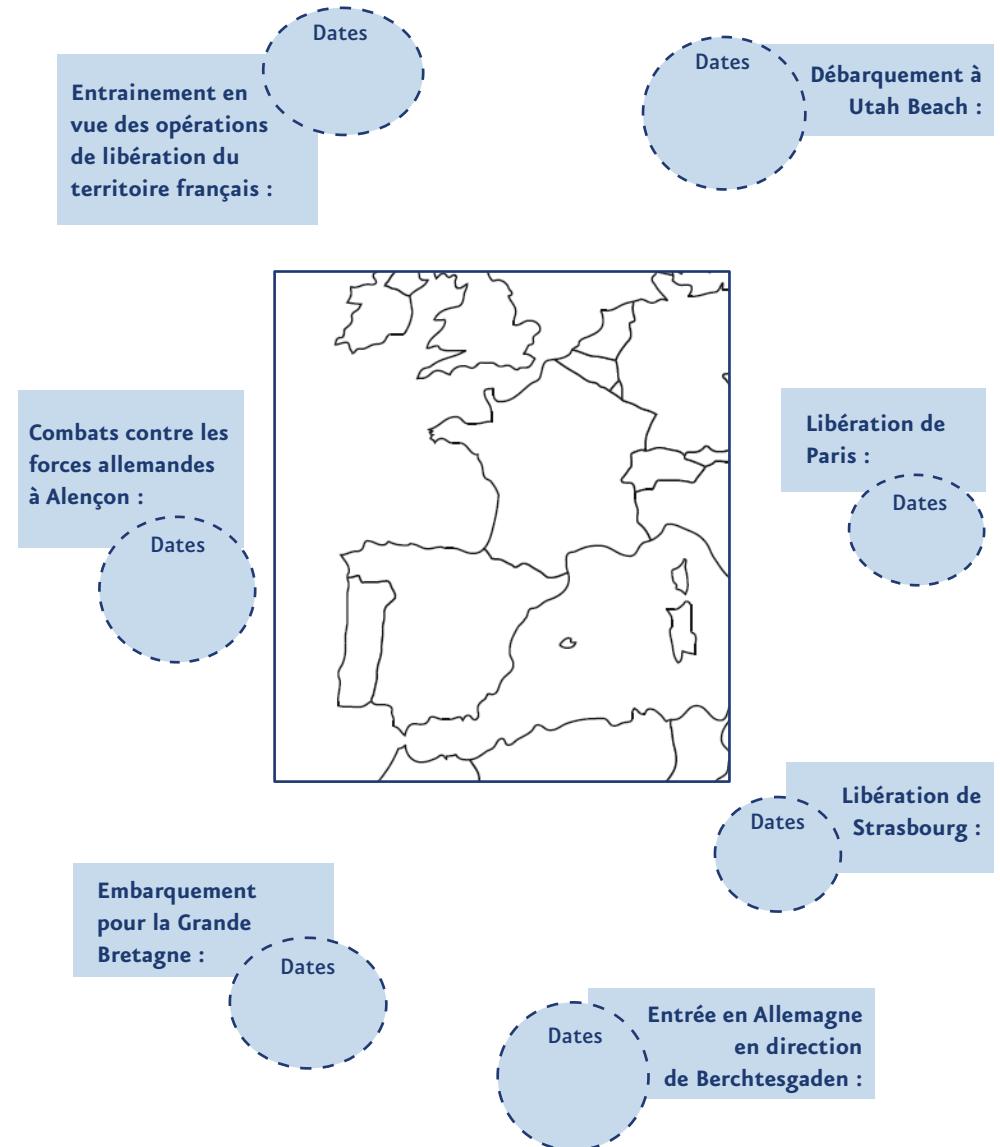 Dates
Entrainement en
vue des opérations
de libération du
territoire français :
Dates
Débarquement à
Utah Beach :
Combats contre les
forces allemandes
à Alençon :
Dates
Libération de
Paris :
Dates
Libération de
Strasbourg :
Dates
Embarquement
pour la Grande
Bretagne :
Dates
Entrée en Allemagne
en direction
de Berchtesgaden :
Dates